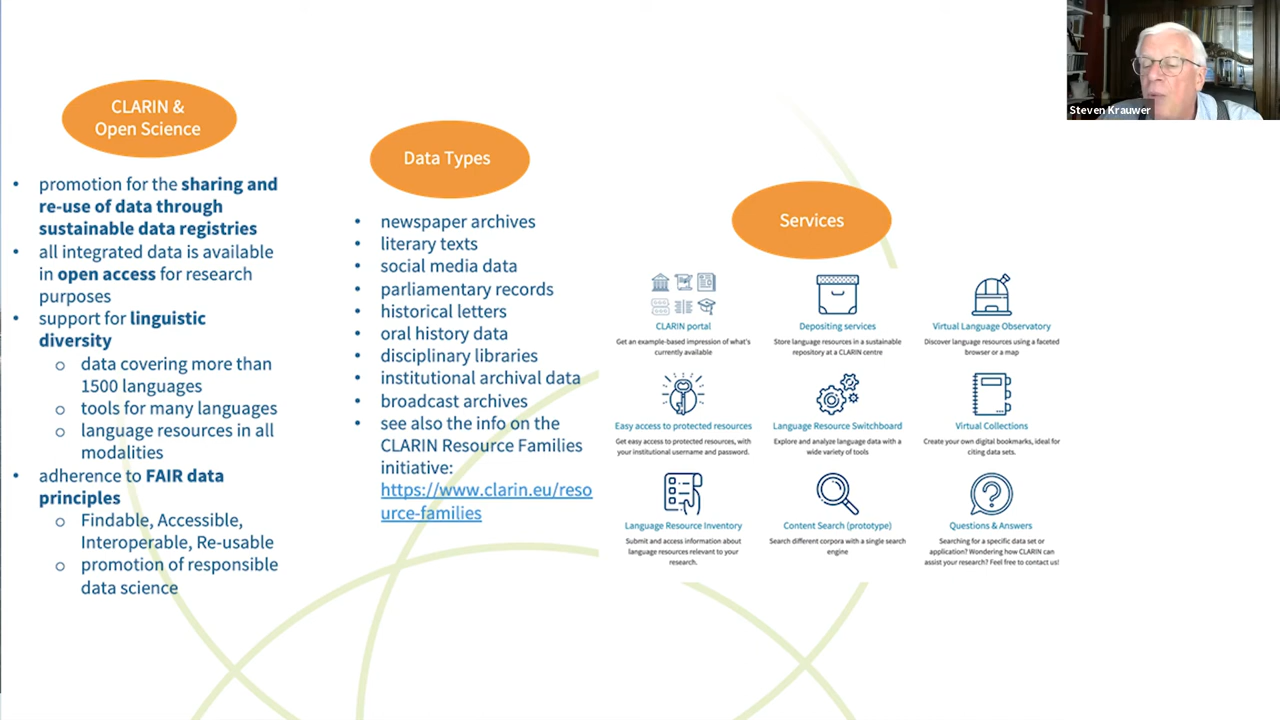 Steven Krauwer
CLARIN &
Open Science
promotion for the sharing and
re-use of data through
sustainable data registries
all integrated data is available
in open access for research
purposes
support for linguistic
diversity
data covering more than
1500 languages
tools for many languages
language resources in all
modalities
adherence to FAIR data
principles
Findable, Accessible,
Interoperable, Re-usable
promotion of responsible
data science
Data Types
newspaper archives
literary texts
social media data
parliamentary records
historical letters
oral history data
disciplinary libraries
institutional archival data
broadcast archives
see also the info on the
CLARIN Resource Families
initiative:
https://www.clarin.eu/reso
urce-families
Services
CLARIN portal
Get an example-based impression of what's
currently available
Depositing services
Store language resources in a sustainable
repository at a CLARIN centre
Virtual Language Observatory
Discover language resources using a faceted
browser or a map
Easy access to protected resources
Get easy access to protected resources, with
your institutional username and password.
Language Resource Switchboard
Explore and analyze language data with a
wide variety of tools
Virtual Collections
Create your own digital bookmarks, ideal for
citing data sets.
Language Resource Inventory
Submit and access information about
language resources relevant to your
research.
Content Search (prototype)
Search different corpora with a single search
engine
Questions & Answers
Searching for a specific data set or
application? Wondering how CLARIN can
assist your research? Feel free to contact us!